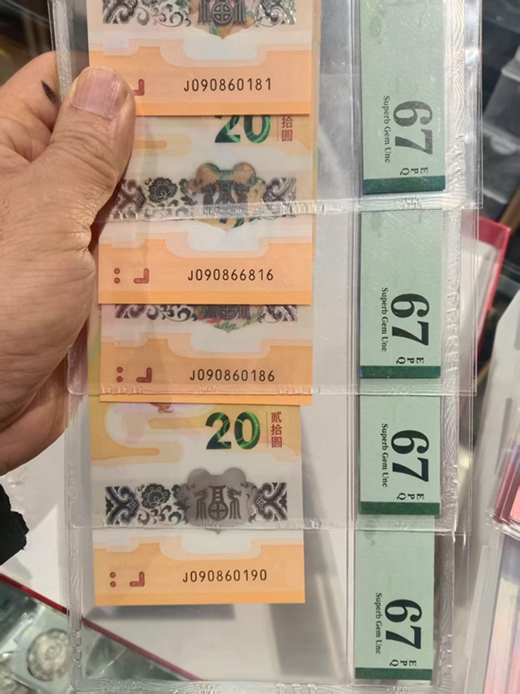 J090860181
67
EPQ
Superb Gem Unc
20
贰拾圆
J090866816
67
EPQ
Superb Gem Unc
J090860186
67
EPQ
Superb Gem Unc
20
贰拾圆
福
J090860190
67
EPQ
Superb Gem Unc